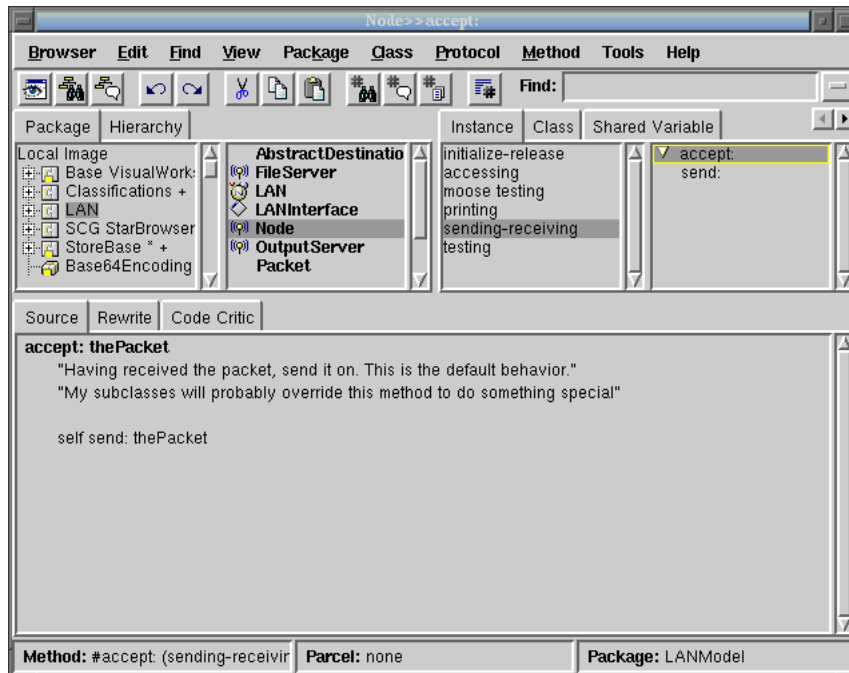 Node>>accept:
Browser Edit Find View Package Class Protocol Method Tools Help
Find:
Package Hierarchy
Instance Class Shared Variable
Local Image
Base VisualWork
Classifications +
LAN
SCG StarBrowser
StoreBase * +
Base64Encoding
AbstractDestinatio
FileServer
LAN
LANInterface
Node
OutputServer
Packet
initialize-release
accessing
moose testing
printing
sending-receiving
testing
accept:
send:
Source Rewrite Code Critic
accept: thePacket
"Having received the packet, send it on. This is the default behavior."
"My subclasses will probably override this method to do something special"
self send: thePacket
Method: #accept: (sending-receivin
Parcel: none
Package: LANModel